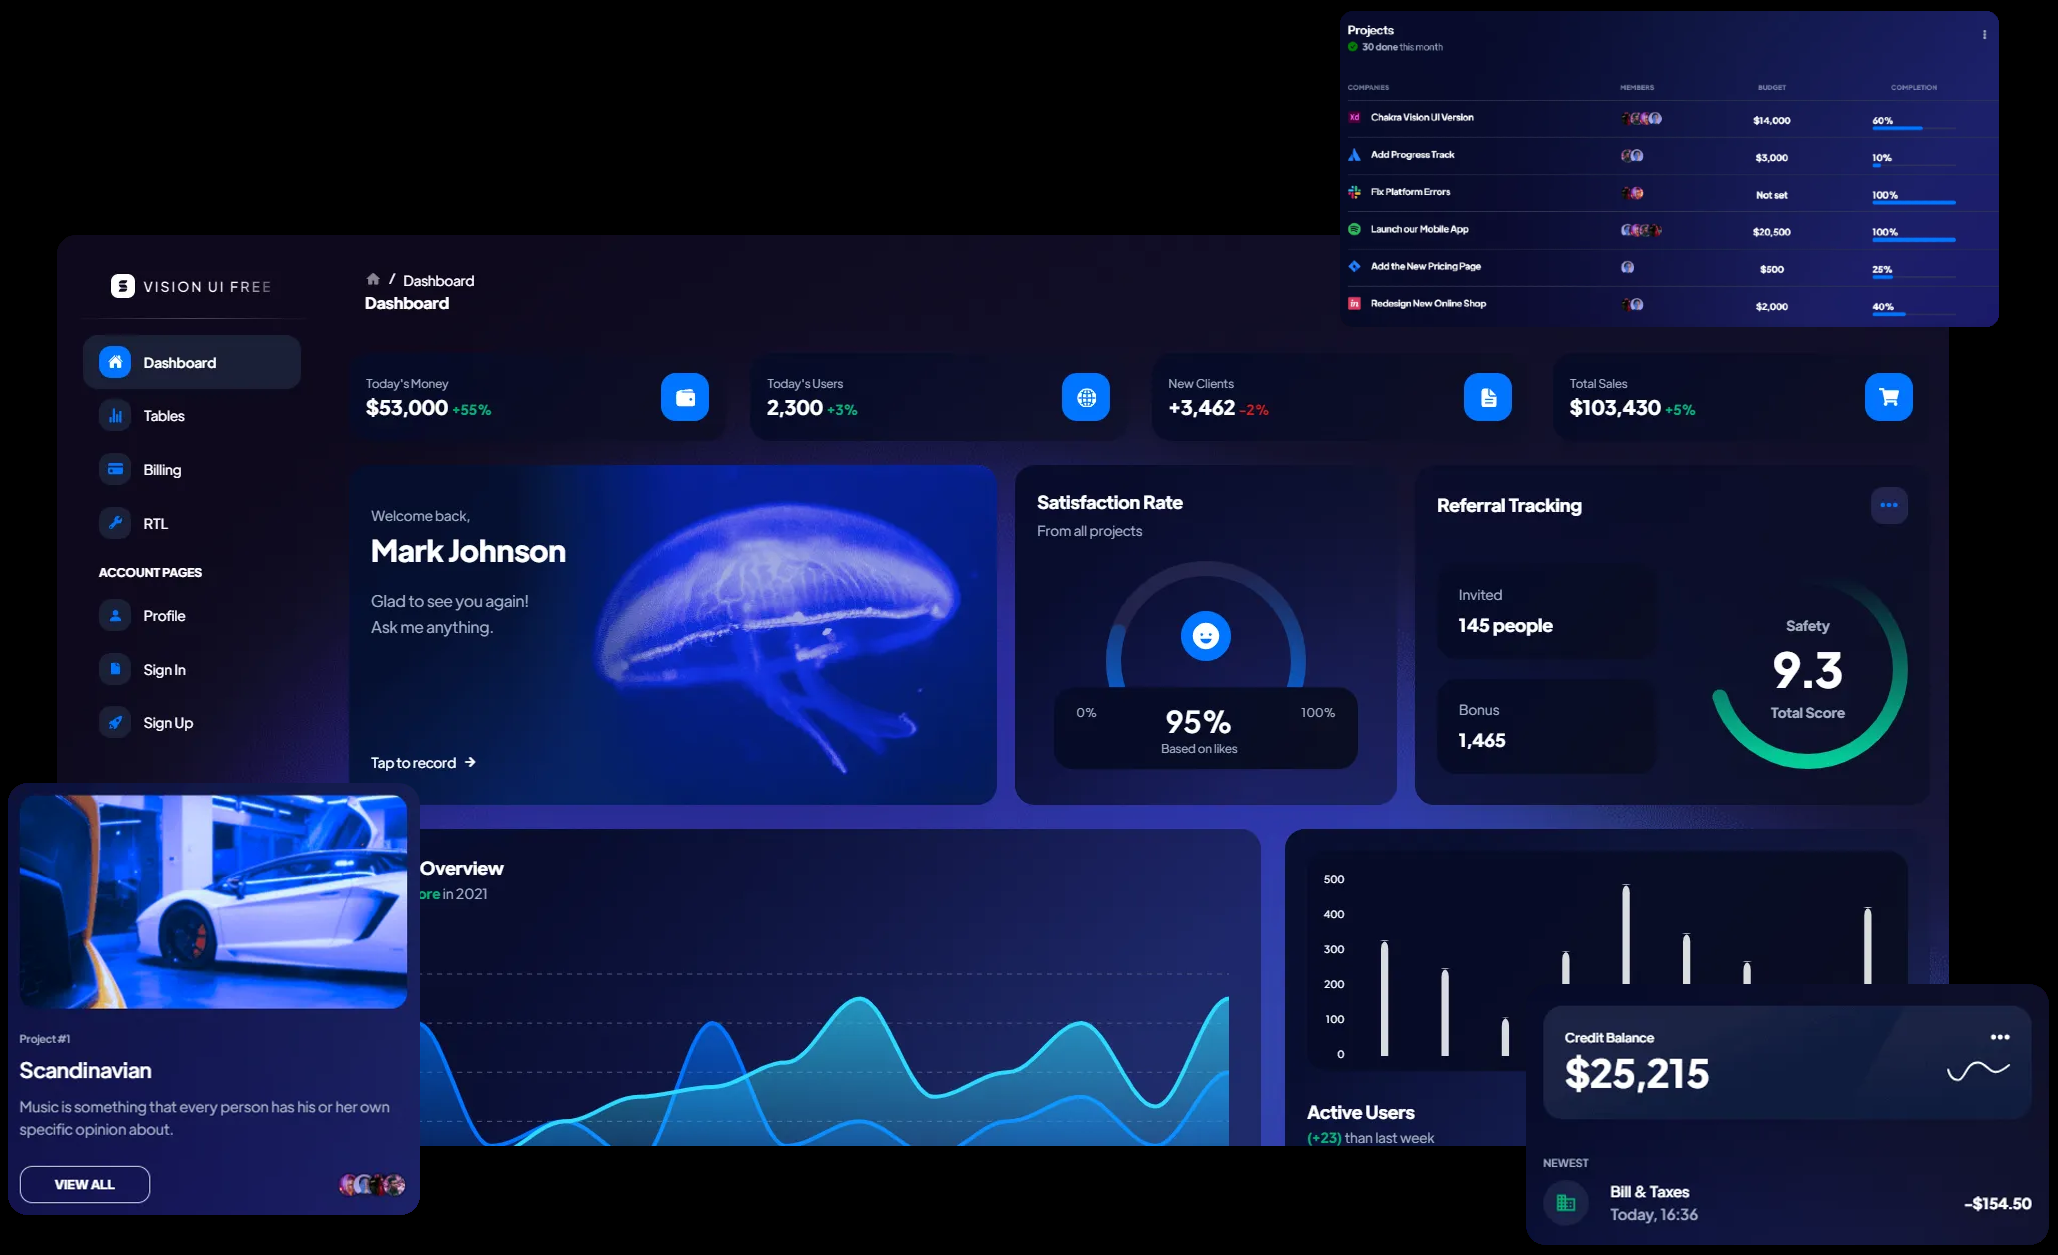 Projects
30 done this month
COMPANIES MEMBERS BUDGET COMPLETION
Xd Chakra Vision UI Version $14,000 60%
Add Progress Track $3,000 10%
Fix Platform Errors Not set 100%
Launch our Mobile App $20,500 100%
Add the New Pricing Page $500 25%
in Redesign New Online Shop $2,000 40%
VISION UI FREE
Dashboard
Tables
Billing
RTL
ACCOUNT PAGES
Profile
Sign In
Sign Up
/ Dashboard
Dashboard
Today's Money
$53,000 +55%
Today's Users
2,300 +3%
New Clients
+3,462 -2%
Total Sales
$103,430 +5%
Welcome back,
Mark Johnson
Glad to see you again!
Ask me anything.
Tap to record
Satisfaction Rate
From all projects
0% 95% 100%
Based on likes
Referral Tracking
Invited
145 people
Bonus
1,465
Safety
9.3
Total Score
Project #1
Scandinavian
Music is something that every person has his or her own
specific opinion about.
VIEW ALL
Overview
ore in 2021
500
400
300
200
100
0
Active Users
(+23) than last week
Credit Balance
$25,215
NEWEST
Bill & Taxes
Today, 16:36
-$154.50